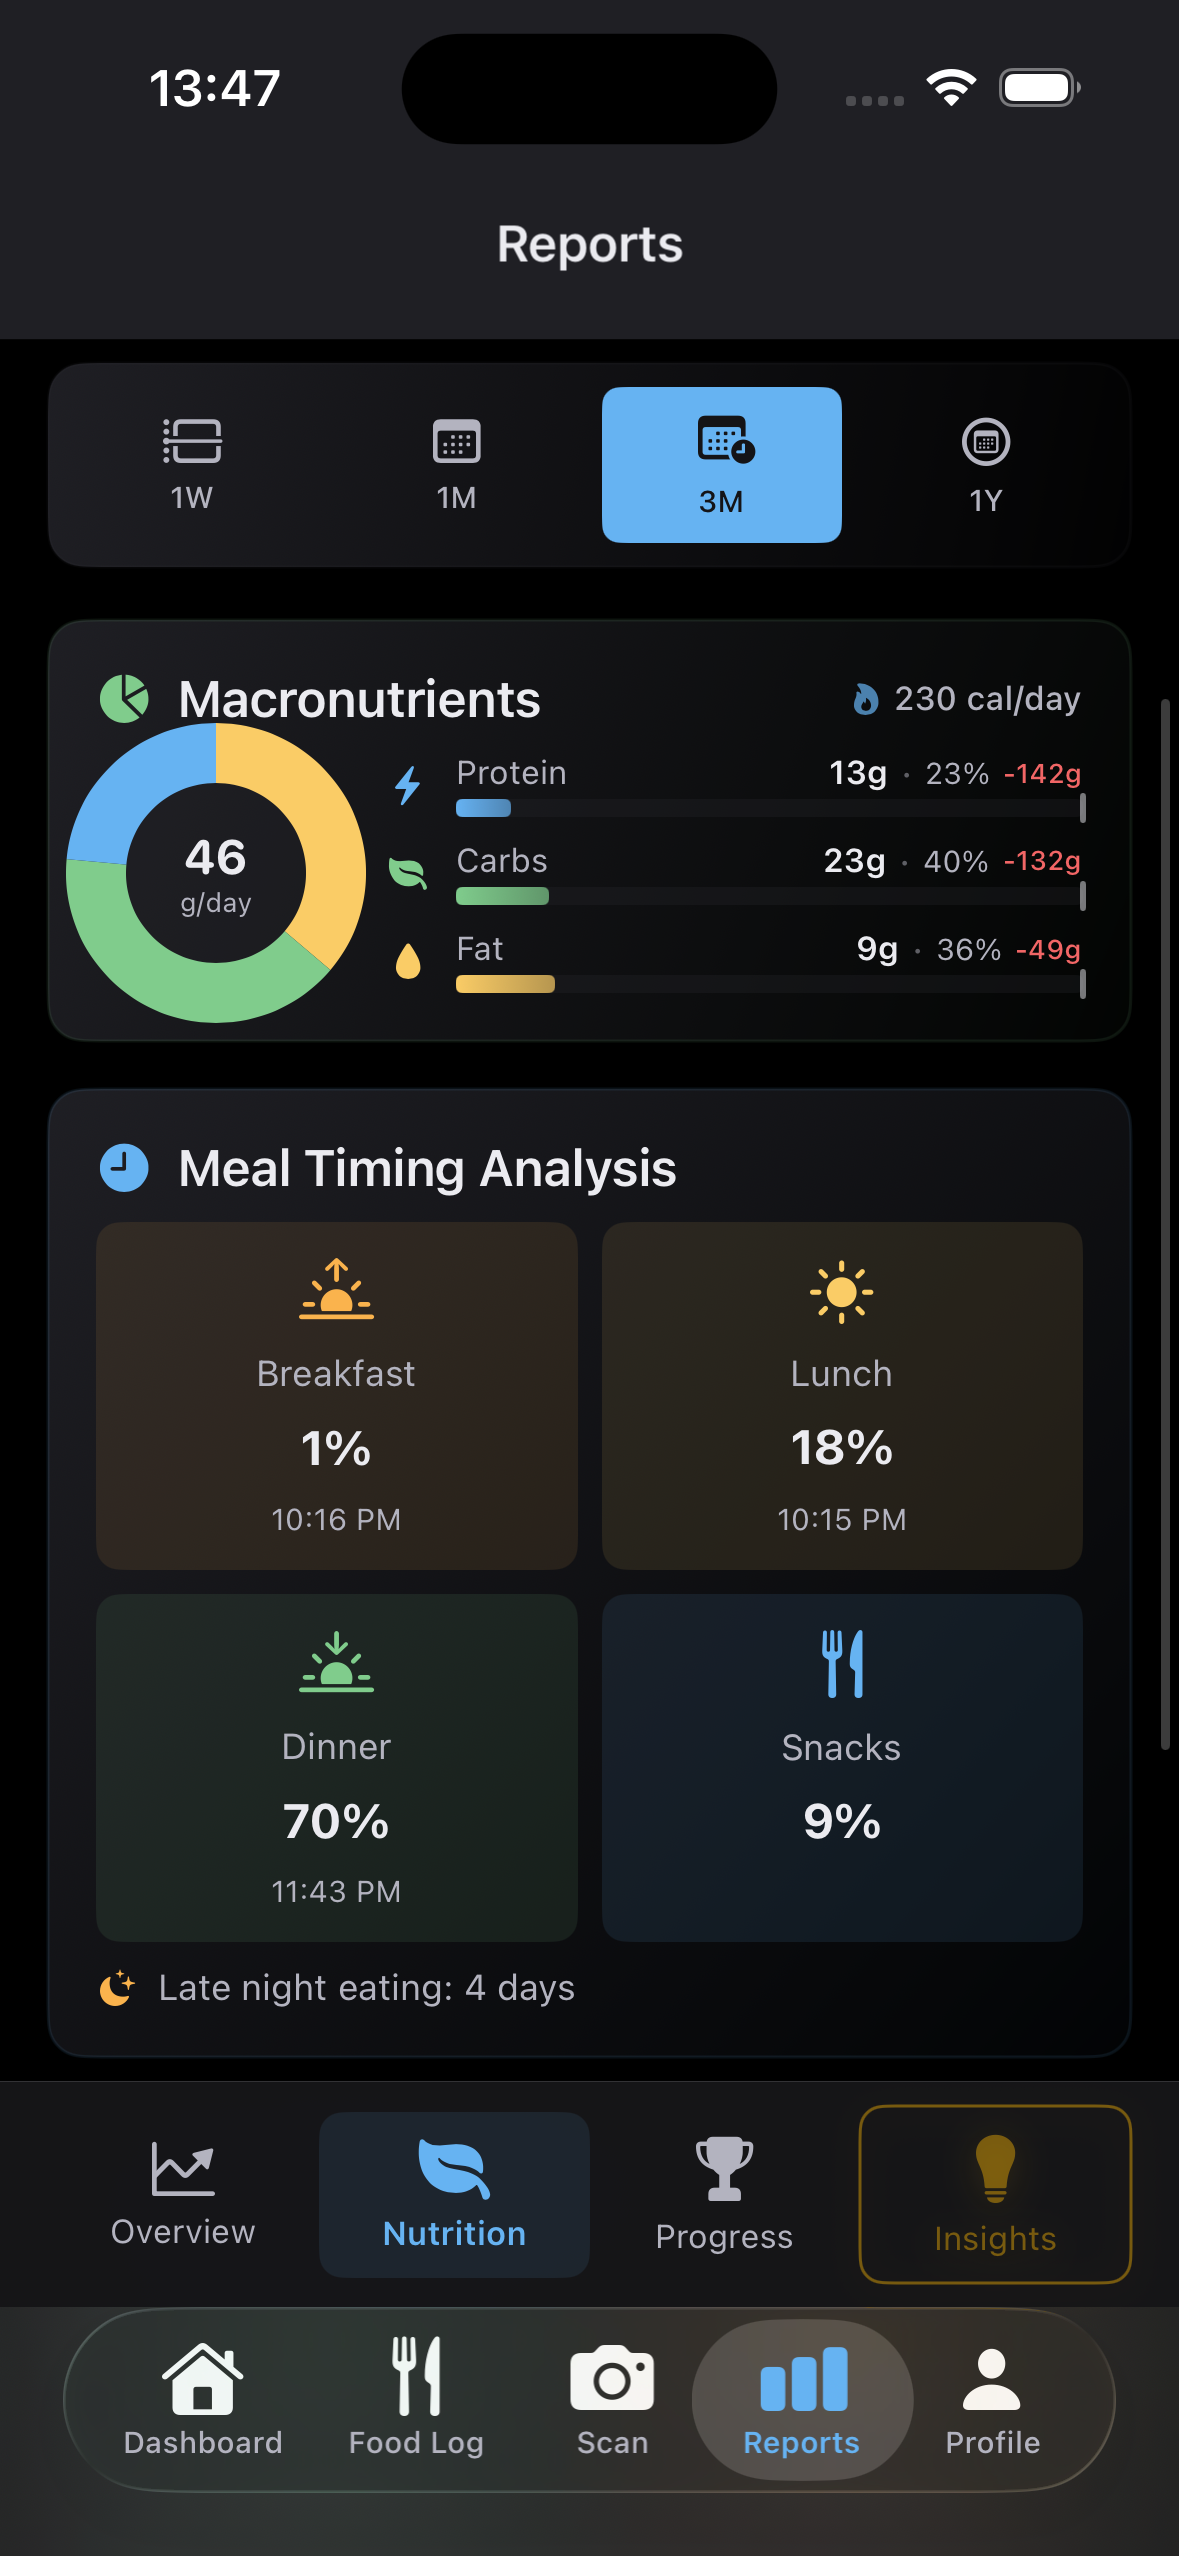 13:47
Reports
1W
1M
3M
1Y
Macronutrients
230 cal/day
46
g/day
Protein
13g · 23% -142g
Carbs
23g · 40% -132g
Fat
9g · 36% -49g
Meal Timing Analysis
Breakfast
1%
10:16 PM
Lunch
18%
10:15 PM
Dinner
70%
11:43 PM
Snacks
9%
Late night eating: 4 days
Overview
Nutrition
Progress
Insights
Dashboard
Food Log
Scan
Reports
Profile